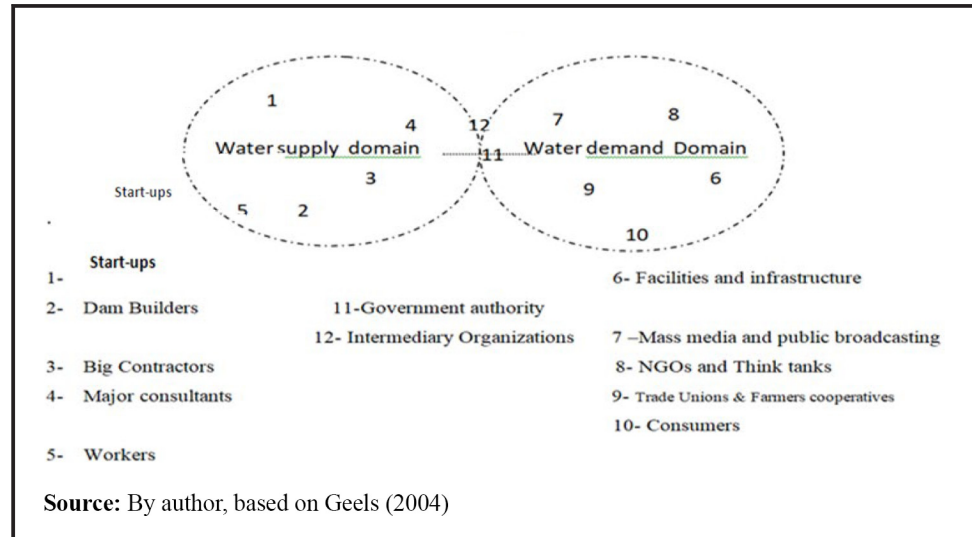 1
8
7
4
12
Water supply domain
Water demand Domain
11
3
6
9
Start-ups
5
2
10
.
Start-ups
1-
6- Facilities and infrastructure
2- Dam Builders
11-Government authority
12- Intermediary Organizations
7 –Mass media and public broadcasting
3- Big Contractors
8- NGOs and Think tanks
4- Major consultants
9- Trade Unions & Farmers cooperatives
10- Consumers
5- Workers
Source: By author, based on Geels (2004)